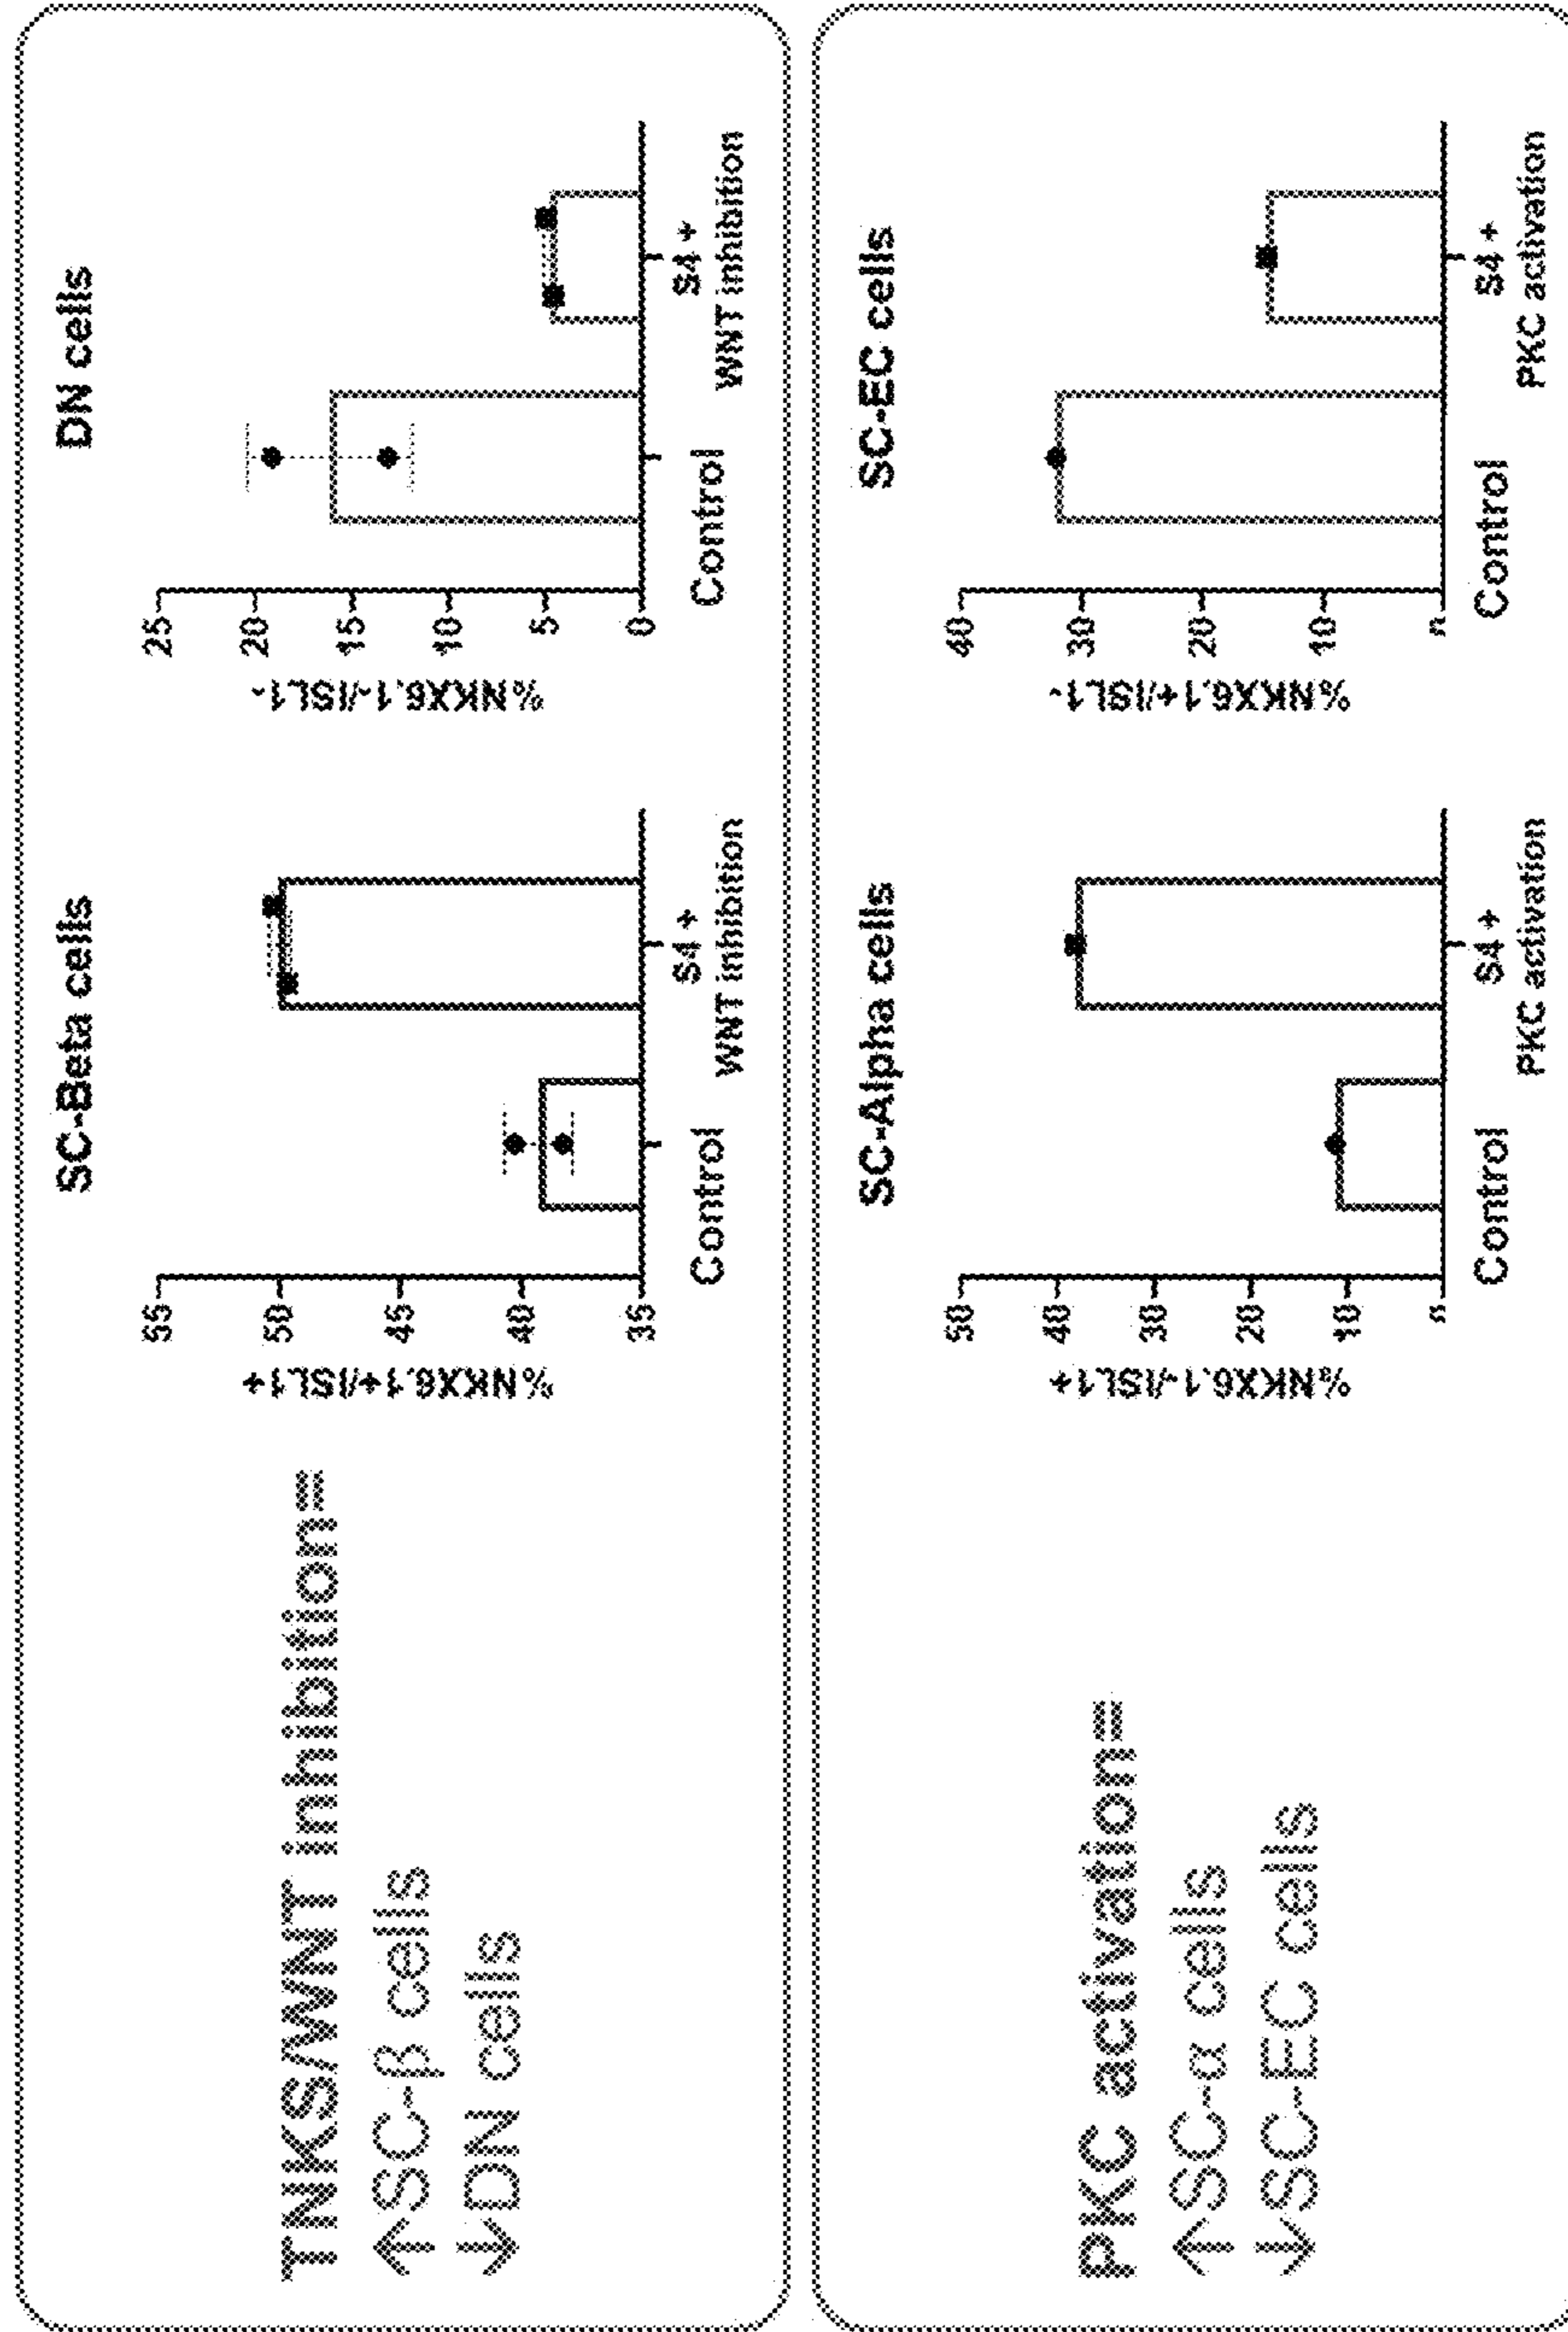 TNKS/WNT inhibition=
↑SC-β cells
↓DN cells
SC-Beta cells
%NKX6.1+/ISL1+
55
50
45
40
35
Control
S4 +
WNT inhibition
DN cells
%NKX6.1-/ISL1-
25
20
15
10
5
0
Control
S4 +
WNT inhibition
PKC activation=
↑SC-α cells
↓SC-EC cells
SC-Alpha cells
%NKX6.1-/ISL1+
50
40
30
20
10
Control
S4 +
PKC activation
SC-EC cells
%NKX6.1+/ISL1-
40
30
20
10
Control
S4 +
PKC activation